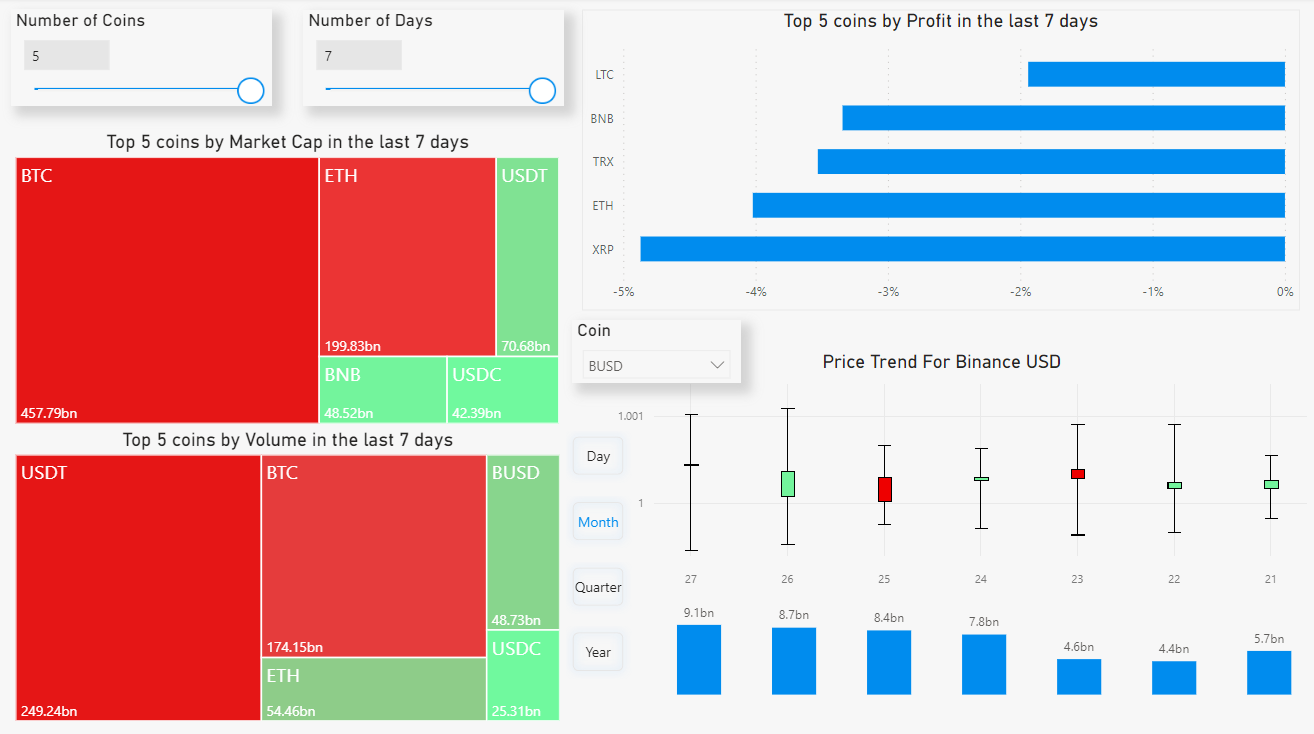 Number of Coins
5
Number of Days
7
Top 5 coins by Market Cap in the last 7 days
BTC
457.79bn
ETH
199.83bn
USDT
70.68bn
BNB
48.52bn
USDC
42.39bn
Top 5 coins by Volume in the last 7 days
USDT
249.24bn
BTC
174.15bn
ETH
54.46bn
BUSD
48.73bn
USDC
25.31bn
Top 5 coins by Profit in the last 7 days
LTC
BNB
TRX
ETH
XRP
-5% -4% -3% -2% -1% 0%
Coin
BUSD
Day
Month
Quarter
Year
Price Trend For Binance USD
1.001
1
27 26 25 24 23 22 21
9.1bn 8.7bn 8.4bn 7.8bn 4.6bn 4.4bn 5.7bn